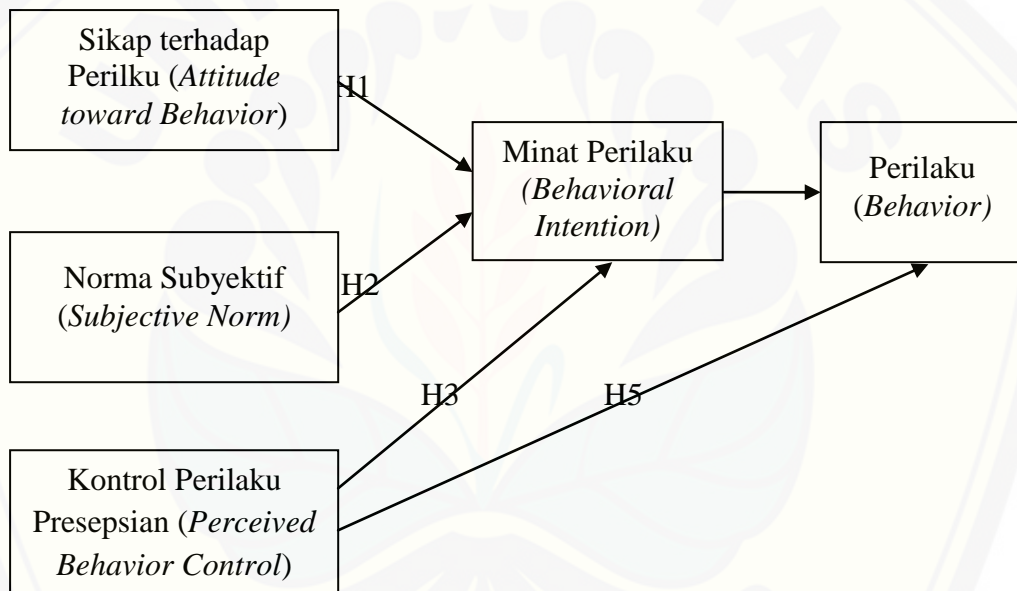 Sikap terhadap
Perilku (Attitude
toward Behavior)
H1
Minat Perilaku
(Behavioral
Intention)
Perilaku
(Behavior)
Norma Subyektif
(Subjective Norm)
H2
H3
H5
Kontrol Perilaku
Presepsian (Perceived
Behavior Control)